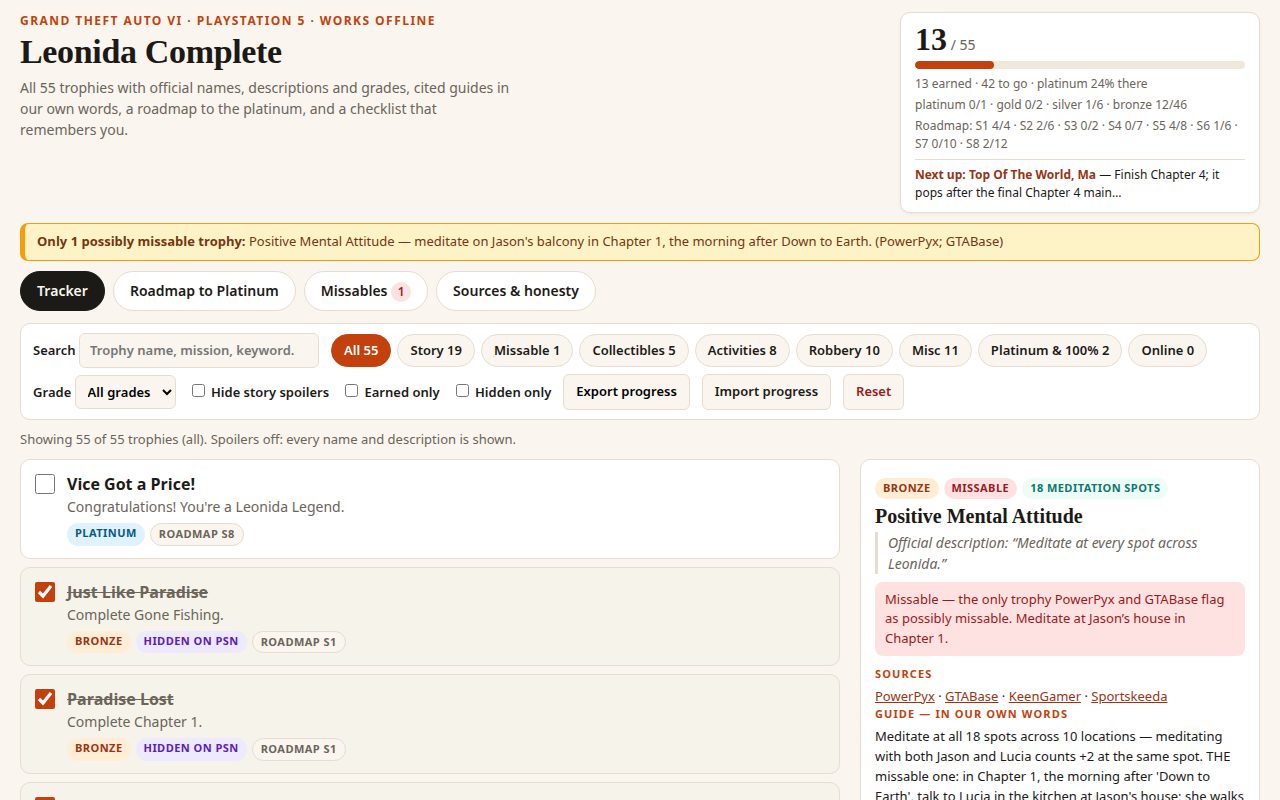 GRAND THEFT AUTO VI · PLAYSTATION 5 · WORKS OFFLINE
Leonida Complete
All 55 trophies with official names, descriptions and grades, cited guides in
our own words, a roadmap to the platinum, and a checklist that
remembers you.
13 / 55
13 earned · 42 to go · platinum 24% there
platinum 0/1 · gold 0/2 · silver 1/6 · bronze 12/46
Roadmap: S1 4/4 · S2 2/6 · S3 0/2 · S4 0/7 · S5 4/8 · S6 1/6 ·
S7 0/10 · S8 2/12
Next up: Top Of The World, Ma — Finish Chapter 4; it
pops after the final Chapter 4 main…
Only 1 possibly missable trophy: Positive Mental Attitude — meditate on Jason's balcony in Chapter 1, the morning after Down to Earth. (PowerPyx; GTABase)
Tracker
Roadmap to Platinum
Missables 1
Sources & honesty
Search Trophy name, mission, keyword.
All 55
Story 19
Missable 1
Collectibles 5
Activities 8
Robbery 10
Misc 11
Platinum & 100% 2
Online 0
Grade All grades
Hide story spoilers
Earned only
Hidden only
Export progress
Import progress
Reset
Showing 55 of 55 trophies (all). Spoilers off: every name and description is shown.
Vice Got a Price!
Congratulations! You're a Leonida Legend.
PLATINUM
ROADMAP S8
Just Like Paradise
Complete Gone Fishing.
BRONZE
HIDDEN ON PSN
ROADMAP S1
Paradise Lost
Complete Chapter 1.
BRONZE
HIDDEN ON PSN
ROADMAP S1
BRONZE
MISSABLE
18 MEDITATION SPOTS
Positive Mental Attitude
Official description: “Meditate at every spot across
Leonida.”
Missable — the only trophy PowerPyx and GTABase flag
as possibly missable. Meditate at Jason’s house in
Chapter 1.
SOURCES
PowerPyx · GTABase · KeenGamer · Sportskeeda
GUIDE — IN OUR OWN WORDS
Meditate at all 18 spots across 10 locations — meditating
with both Jason and Lucia counts +2 at the same spot. THE
missable one: in Chapter 1, the morning after 'Down to
Earth', talk to Lucia in the kitchen at Jason's house; she walks